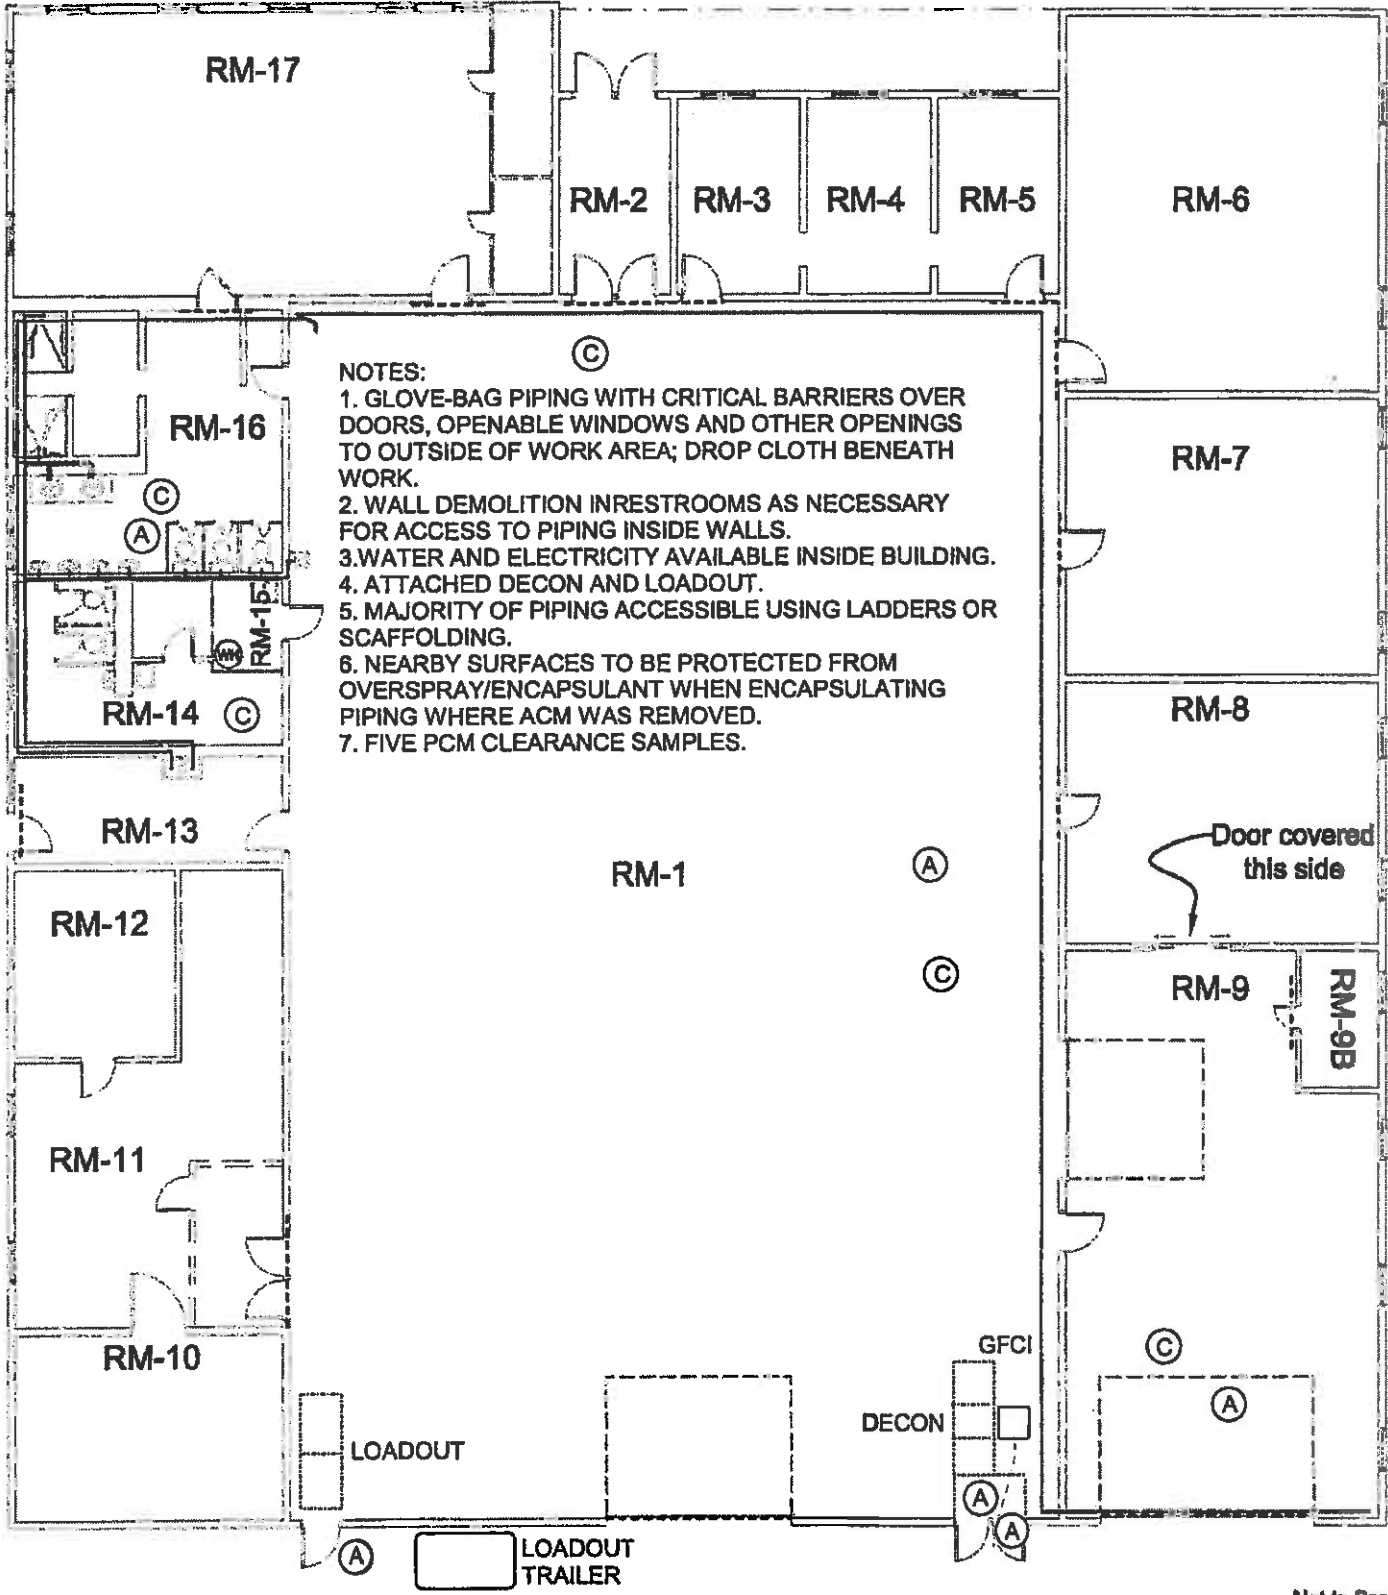 RM-17
RM-2
RM-3
RM-4
RM-5
RM-6
C
NOTES:
1. GLOVE-BAG PIPING WITH CRITICAL BARRIERS OVER
DOORS, OPENABLE WINDOWS AND OTHER OPENINGS
TO OUTSIDE OF WORK AREA; DROP CLOTH BENEATH
WORK.
2. WALL DEMOLITION INRESTROOMS AS NECESSARY
FOR ACCESS TO PIPING INSIDE WALLS.
3.WATER AND ELECTRICITY AVAILABLE INSIDE BUILDING.
4. ATTACHED DECON AND LOADOUT.
5. MAJORITY OF PIPING ACCESSIBLE USING LADDERS OR
SCAFFOLDING.
6. NEARBY SURFACES TO BE PROTECTED FROM
OVERSPRAY/ENCAPSULANT WHEN ENCAPSULATING
PIPING WHERE ACM WAS REMOVED.
7. FIVE PCM CLEARANCE SAMPLES.
RM-16
C
A
RM-7
RM-15
WH
RM-14
C
RM-8
RM-13
Door covered
this side
RM-1
A
RM-12
C
RM-9
RM-9B
RM-11
GFCI
C
RM-10
A
DECON
LOADOUT
A
A
A
LOADOUT
TRAILER